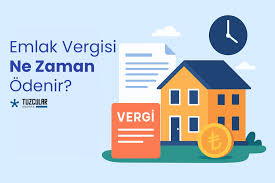 Emlak Vergisi
Ne Zaman
Ödenir?
TUZCULAR
VERGİ
₺